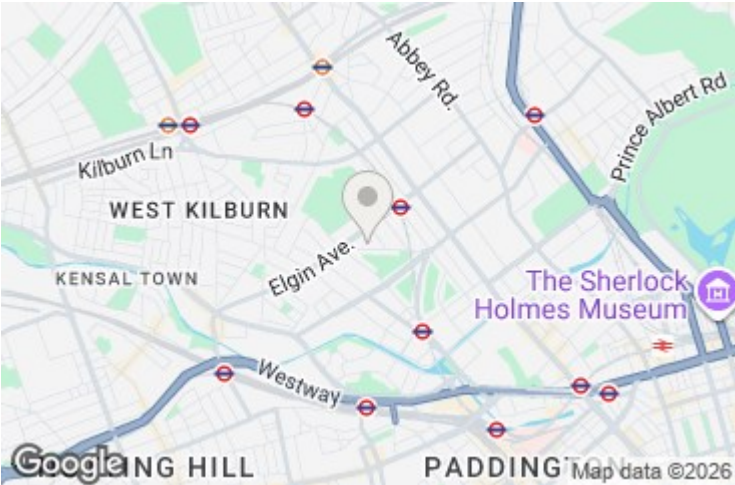 Abbey Rd.
Prince Albert Rd
Kilburn Ln
WEST KILBURN
Elgin Ave.
KENSAL TOWN
The Sherlock
Holmes Museum
Westway
Google
ING HILL
PADDINGTON
Map data ©2026